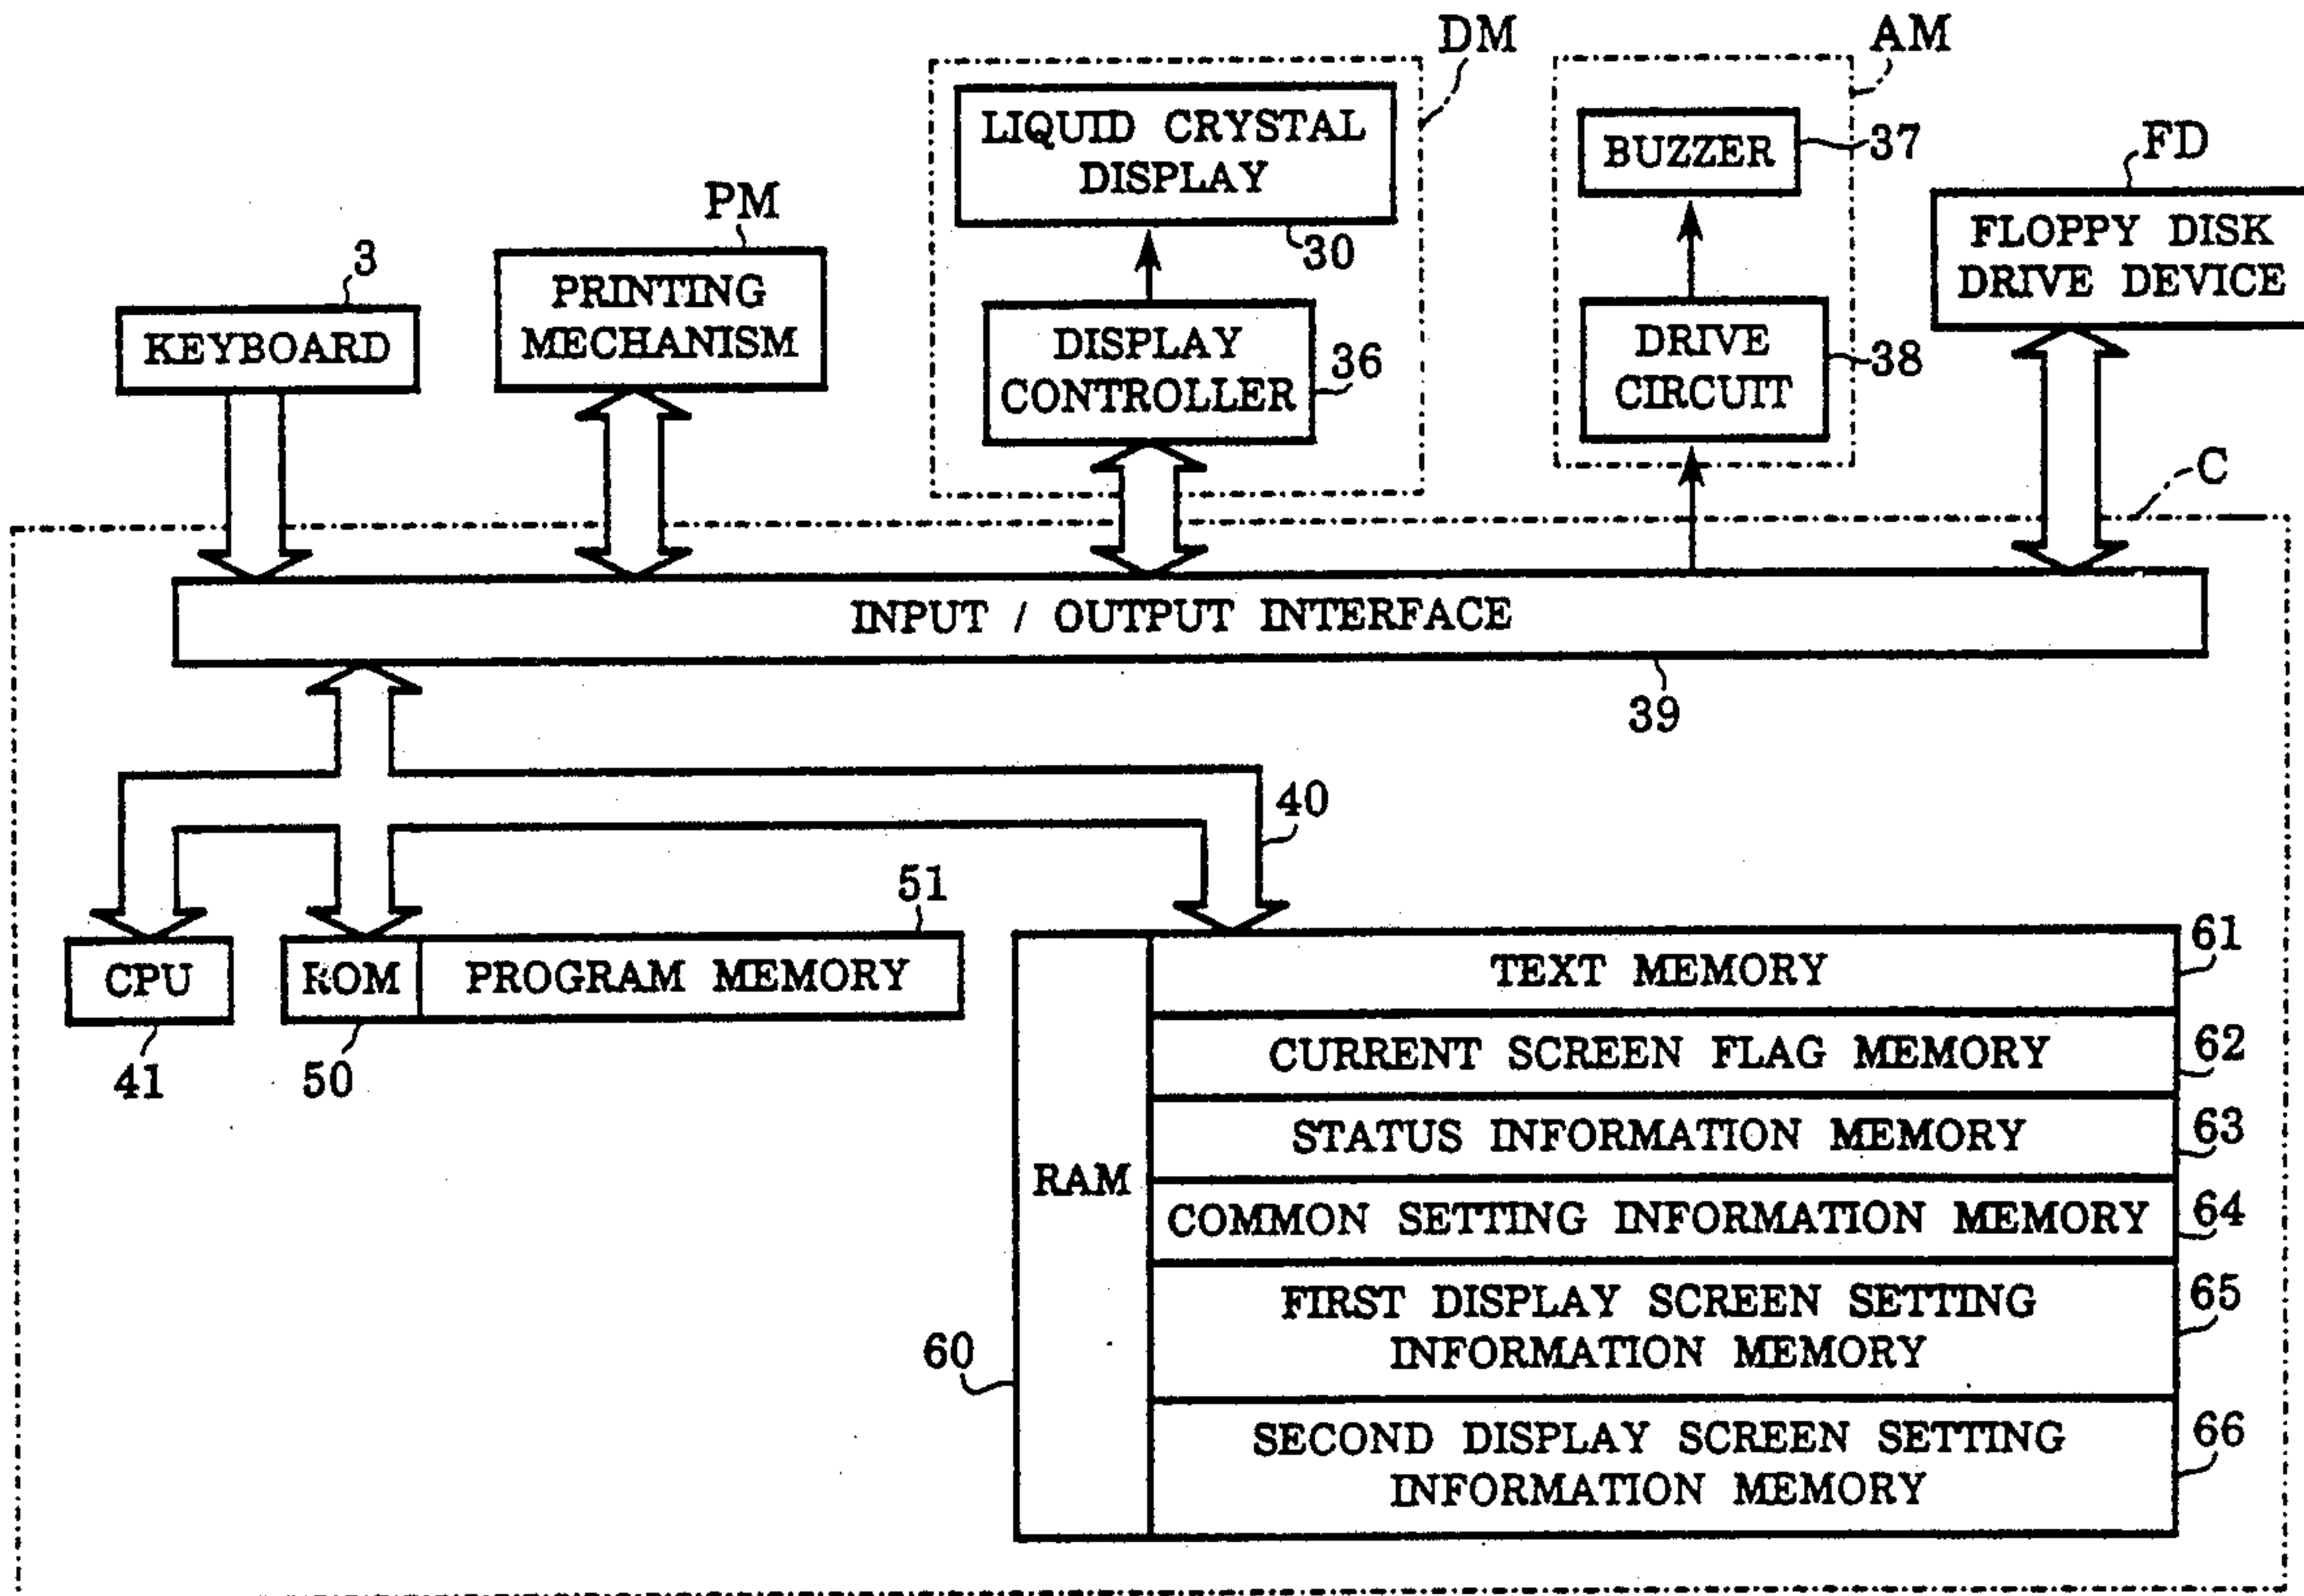 DM
AM
LIQUID CRYSTAL
DISPLAY
30
BUZZER
37
FD
FLOPPY DISK
DRIVE DEVICE
PM
PRINTING
MECHANISM
3
KEYBOARD
DISPLAY
CONTROLLER
36
DRIVE
CIRCUIT
38
C
INPUT / OUTPUT INTERFACE
39
40
CPU
41
ROM
50
PROGRAM MEMORY
51
RAM
60
TEXT MEMORY
61
CURRENT SCREEN FLAG MEMORY
62
STATUS INFORMATION MEMORY
63
COMMON SETTING INFORMATION MEMORY
64
FIRST DISPLAY SCREEN SETTING
INFORMATION MEMORY
65
SECOND DISPLAY SCREEN SETTING
INFORMATION MEMORY
66